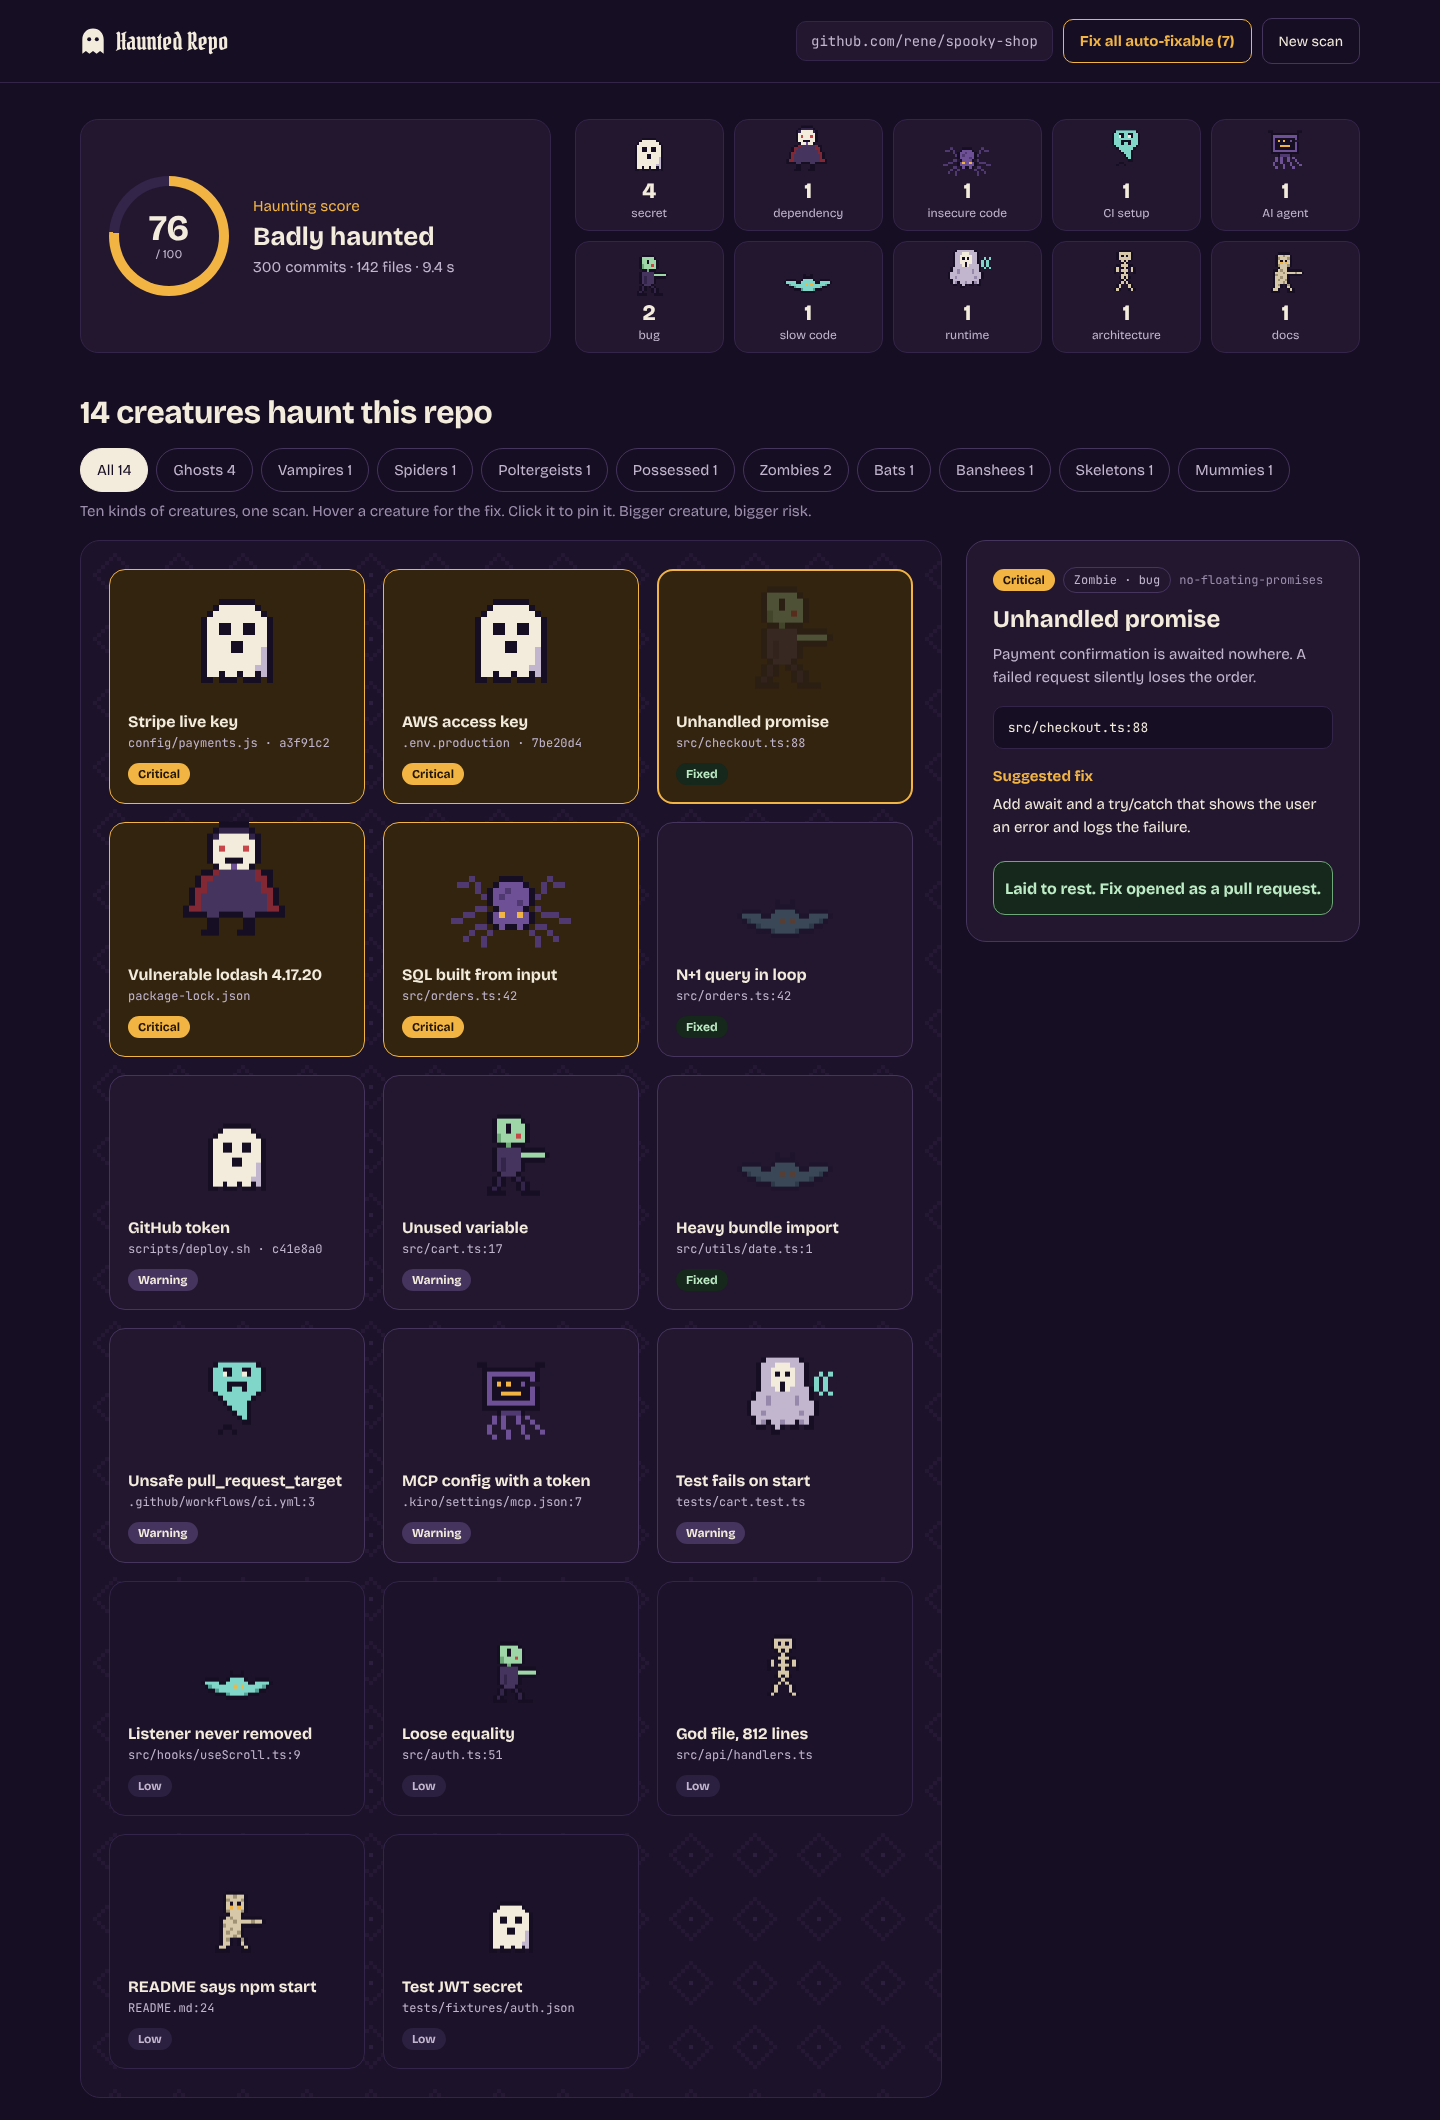 Haunted Repo
github.com/rene/spooky-shop
Fix all auto-fixable (7)
New scan
76
/ 100
Haunting score
Badly haunted
300 commits · 142 files · 9.4 s
4
secret
1
dependency
1
insecure code
1
CI setup
1
AI agent
2
bug
1
slow code
1
runtime
1
architecture
1
docs
14 creatures haunt this repo
All 14
Ghosts 4
Vampires 1
Spiders 1
Poltergeists 1
Possessed 1
Zombies 2
Bats 1
Banshees 1
Skeletons 1
Mummies 1
Ten kinds of creatures, one scan. Hover a creature for the fix. Click it to pin it. Bigger creature, bigger risk.
Stripe live key
config/payments.js · a3f91c2
Critical
AWS access key
.env.production · 7be20d4
Critical
Unhandled promise
src/checkout.ts:88
Fixed
Vulnerable lodash 4.17.20
package-lock.json
Critical
SQL built from input
src/orders.ts:42
Critical
N+1 query in loop
src/orders.ts:42
Fixed
GitHub token
scripts/deploy.sh · c41e8a0
Warning
Unused variable
src/cart.ts:17
Warning
Heavy bundle import
src/utils/date.ts:1
Fixed
Unsafe pull_request_target
.github/workflows/ci.yml:3
Warning
MCP config with a token
.kiro/settings/mcp.json:7
Warning
Test fails on start
tests/cart.test.ts
Warning
Listener never removed
src/hooks/useScroll.ts:9
Low
Loose equality
src/auth.ts:51
Low
God file, 812 lines
src/api/handlers.ts
Low
README says npm start
README.md:24
Low
Test JWT secret
tests/fixtures/auth.json
Low
Critical
Zombie · bug
no-floating-promises
Unhandled promise
Payment confirmation is awaited nowhere. A
failed request silently loses the order.
src/checkout.ts:88
Suggested fix
Add await and a try/catch that shows the user
an error and logs the failure.
Laid to rest. Fix opened as a pull request.